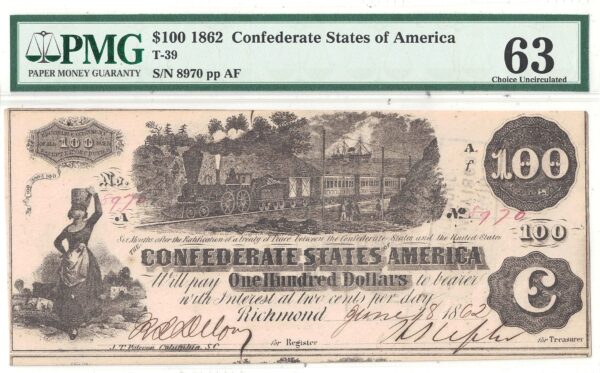 PMG
PAPER MONEY GUARANTY
$100 1862 Confederate States of America
T-39
S/N 8970 pp AF
63
Choice Uncirculated
100
No. 8970
A
A
f
100
No 8970
100
Six Months after the Ratification of a Treaty of Peace between the Confederate States and the United States
THE
CONFEDERATE STATES AMERICA
Will pay One Hundred Dollars to bearer
with Interest at two cents per day
Richmond June 18 1862
C
for Register
for Treasurer
J. T. Paterson Columbia, S.C